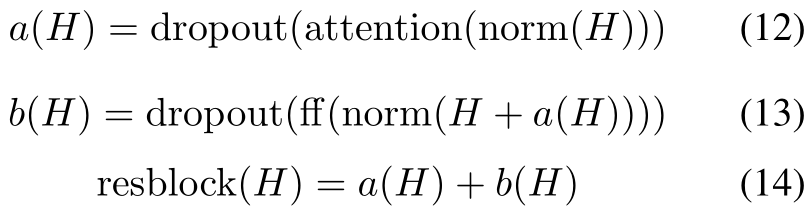 a(H) = dropout(attention(norm(H))) (12)
b(H) = dropout(ff(norm(H + a(H)))) (13)
resblock(H) = a(H) + b(H) (14)